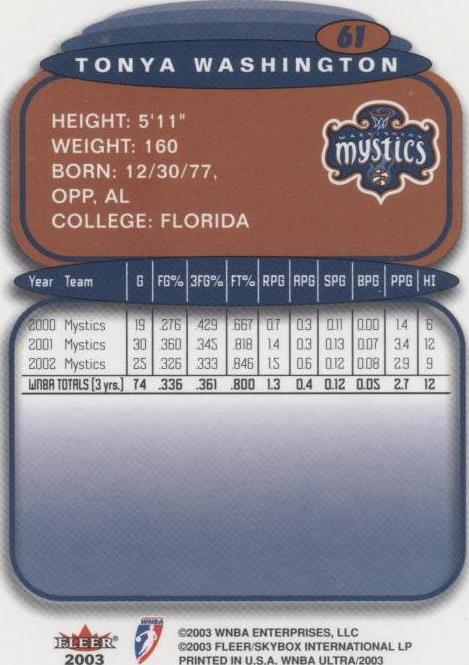 61
TONYA WASHINGTON
HEIGHT: 5'11"
WEIGHT: 160
BORN: 12/30/77,
OPP, AL
COLLEGE: FLORIDA
WASHINGTON
mystics
Year Team G FG% 3FG% FT% RPG APG SPG BPG PPG HI
2000 Mystics 19 .276 .429 .667 0.7 0.3 0.11 0.00 1.4 6
2001 Mystics 30 .360 .345 .818 1.4 0.3 0.13 0.07 3.4 12
2002 Mystics 25 .326 .333 .846 1.5 0.6 0.12 0.08 2.9 9
WNBA TOTALS (3 yrs.) 74 .336 .361 .800 1.3 0.4 0.12 0.05 2.7 12
FLEER
2003
WNBA
©2003 WNBA ENTERPRISES, LLC
©2003 FLEER/SKYBOX INTERNATIONAL LP
PRINTED IN U.S.A. WNBA ULTRA/2003